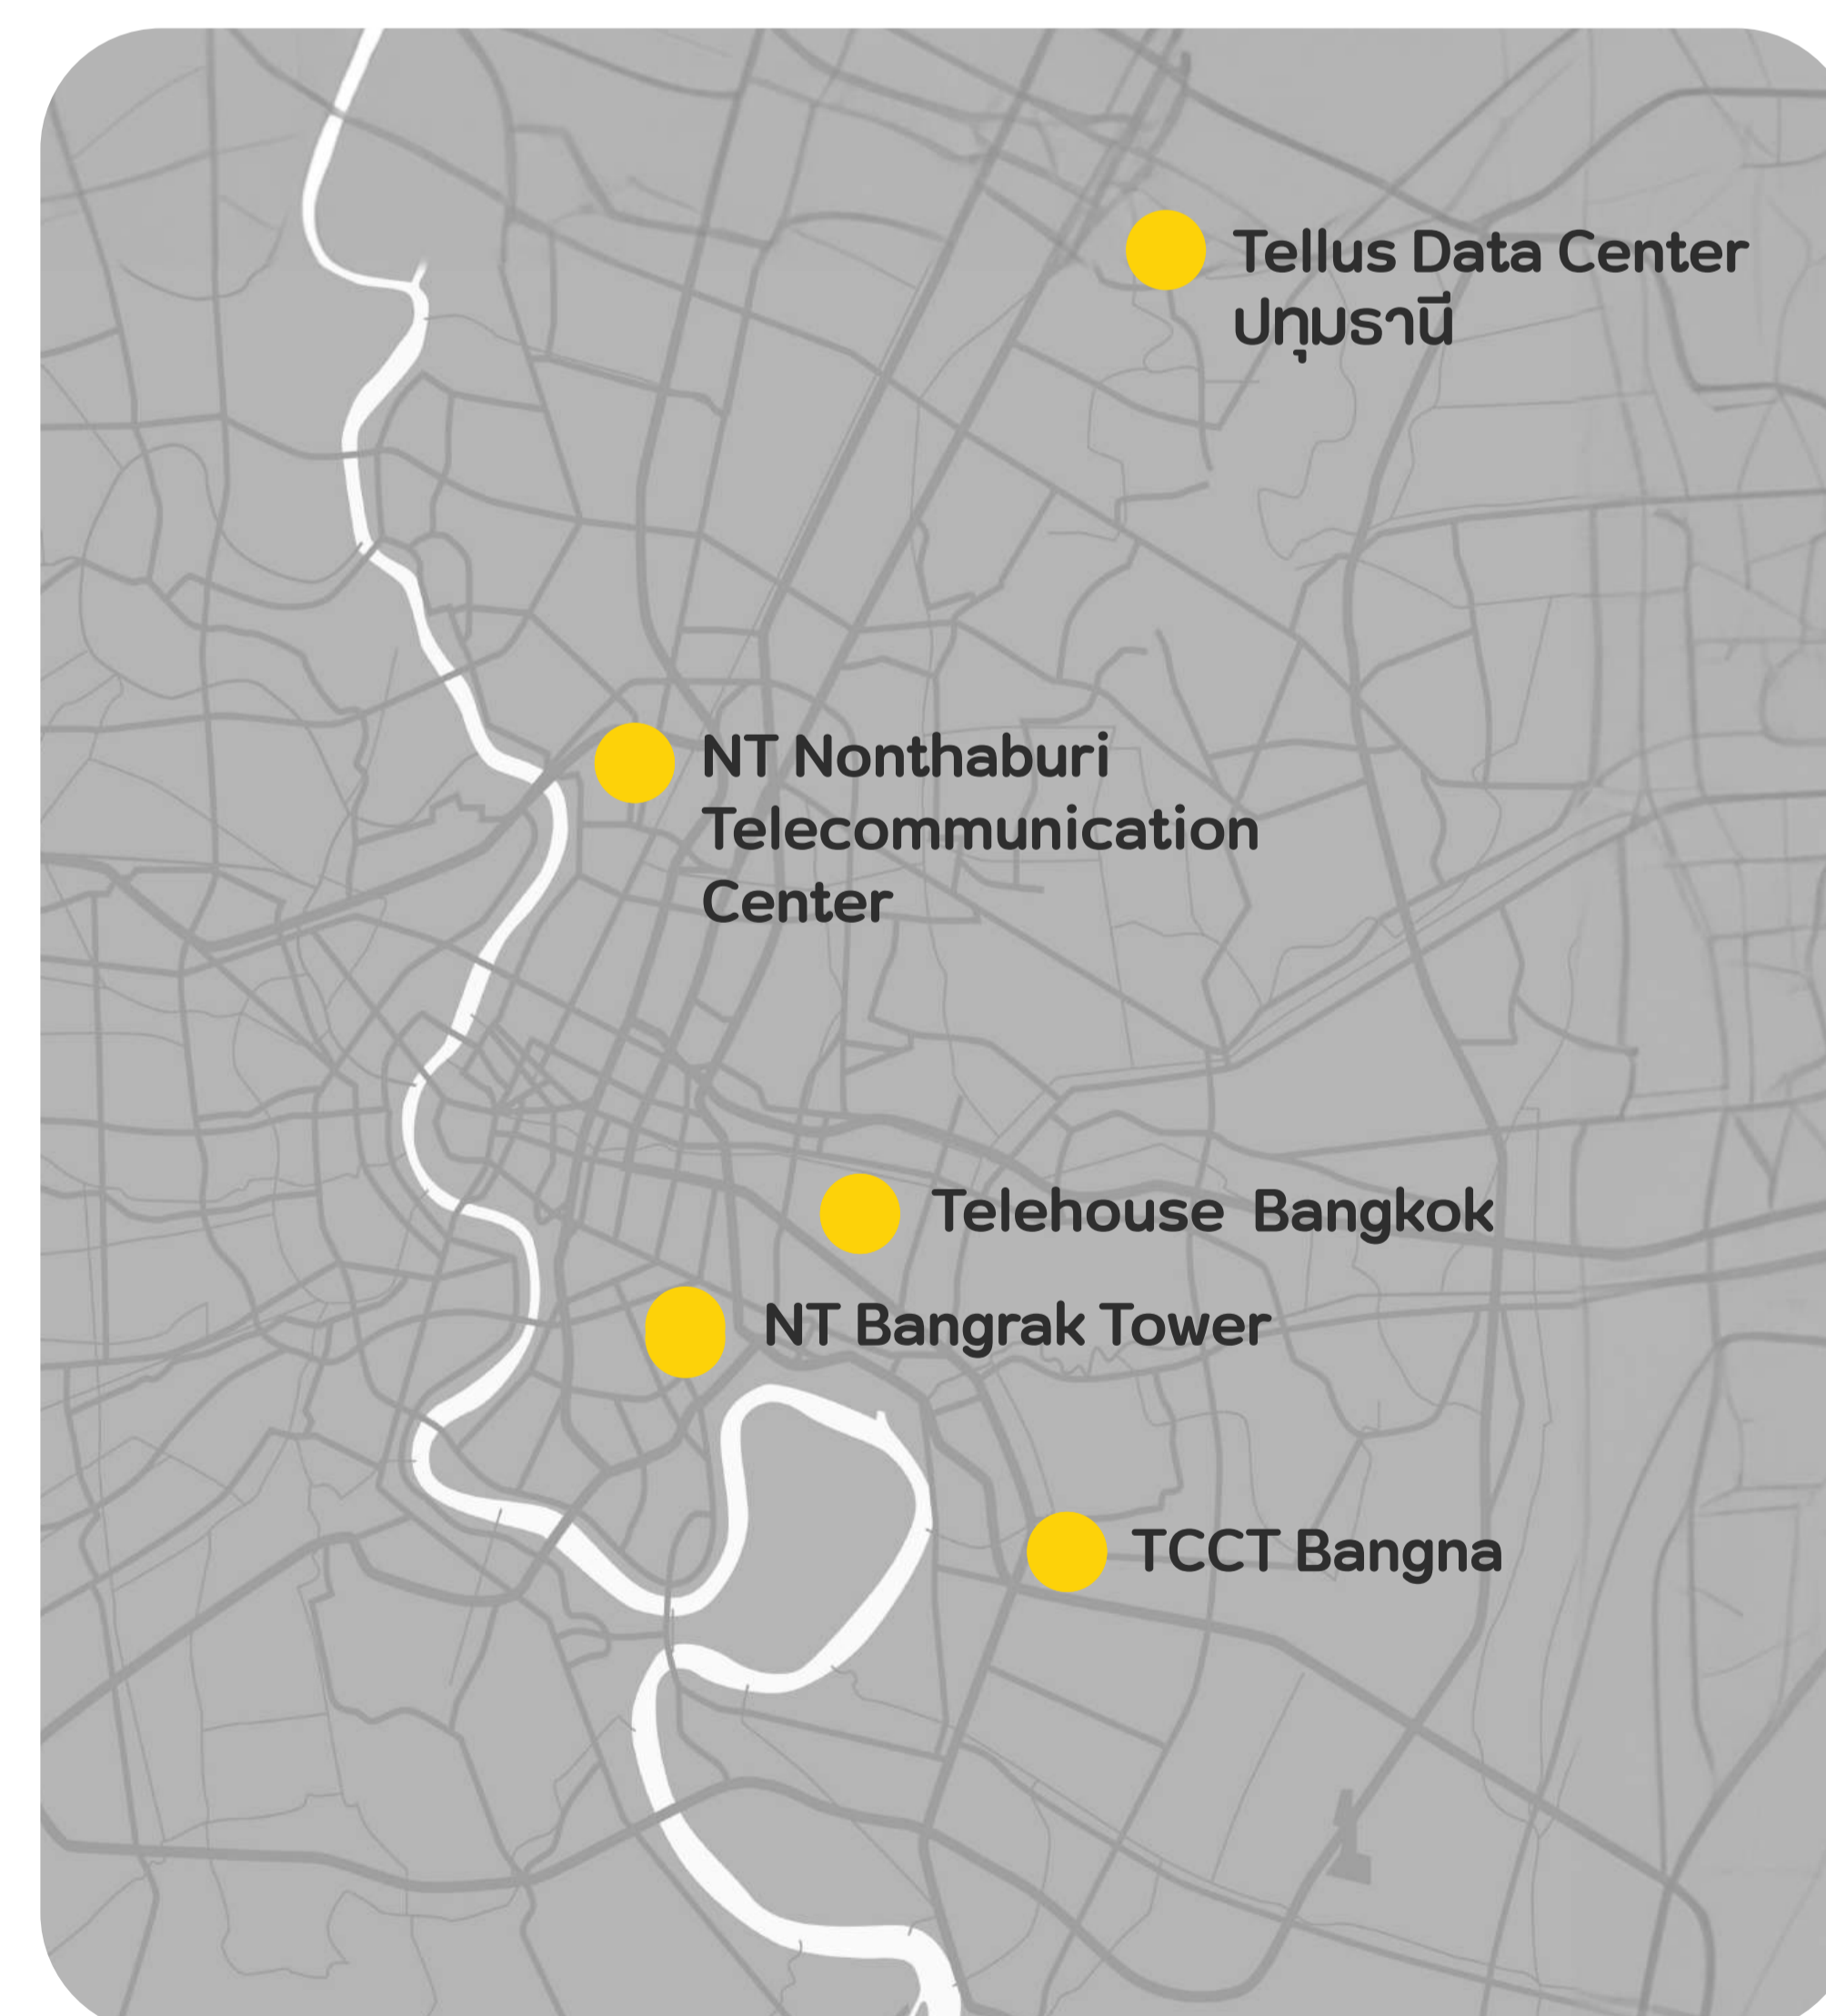 Tellus Data Center
ปทุมธานี
NT Nonthaburi
Telecommunication
Center
Telehouse Bangkok
NT Bangrak Tower
TCCT Bangna